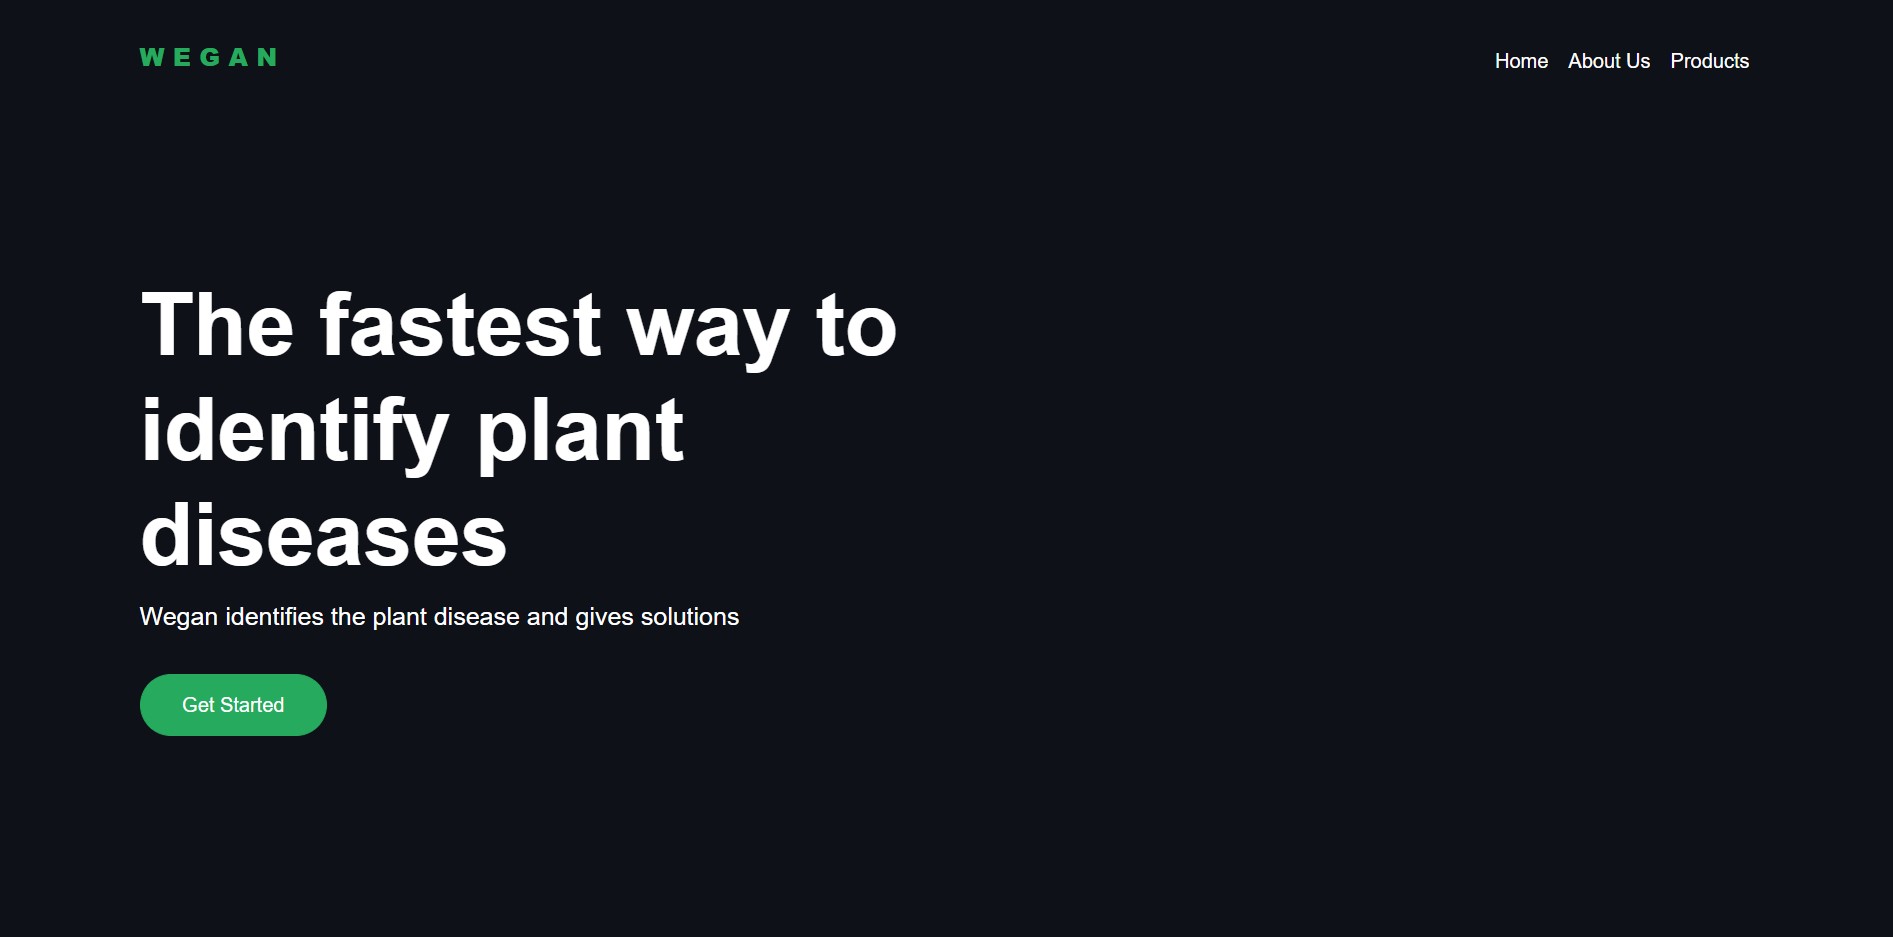 WEGAN
Home About Us Products
The fastest way to
identify plant
diseases
Wegan identifies the plant disease and gives solutions
Get Started